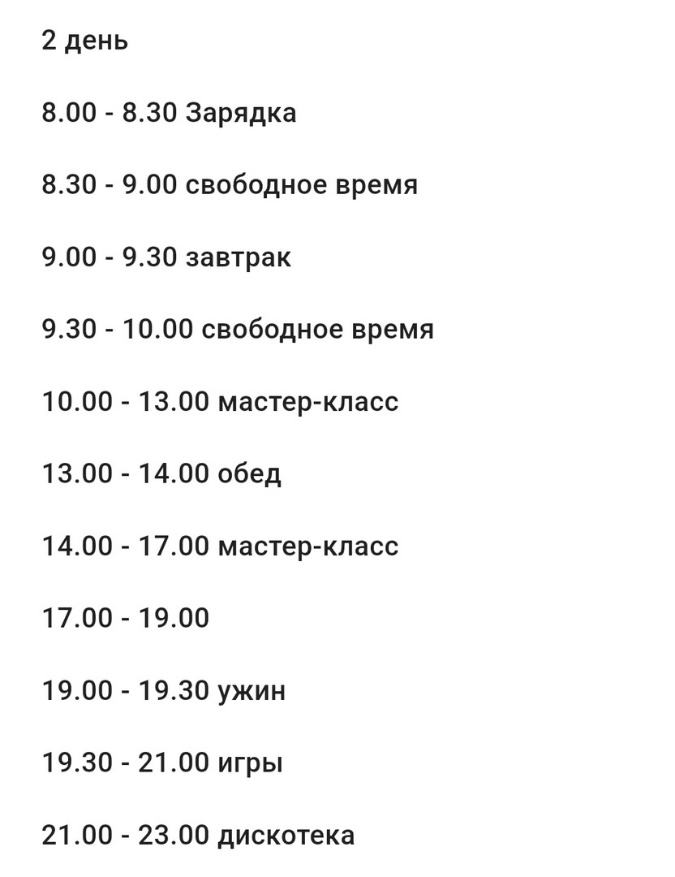 2 день
8.00 - 8.30 Зарядка
8.30 - 9.00 свободное время
9.00 - 9.30 завтрак
9.30 - 10.00 свободное время
10.00 - 13.00 мастер-класс
13.00 - 14.00 обед
14.00 - 17.00 мастер-класс
17.00 - 19.00
19.00 - 19.30 ужин
19.30 - 21.00 игры
21.00 - 23.00 дискотека